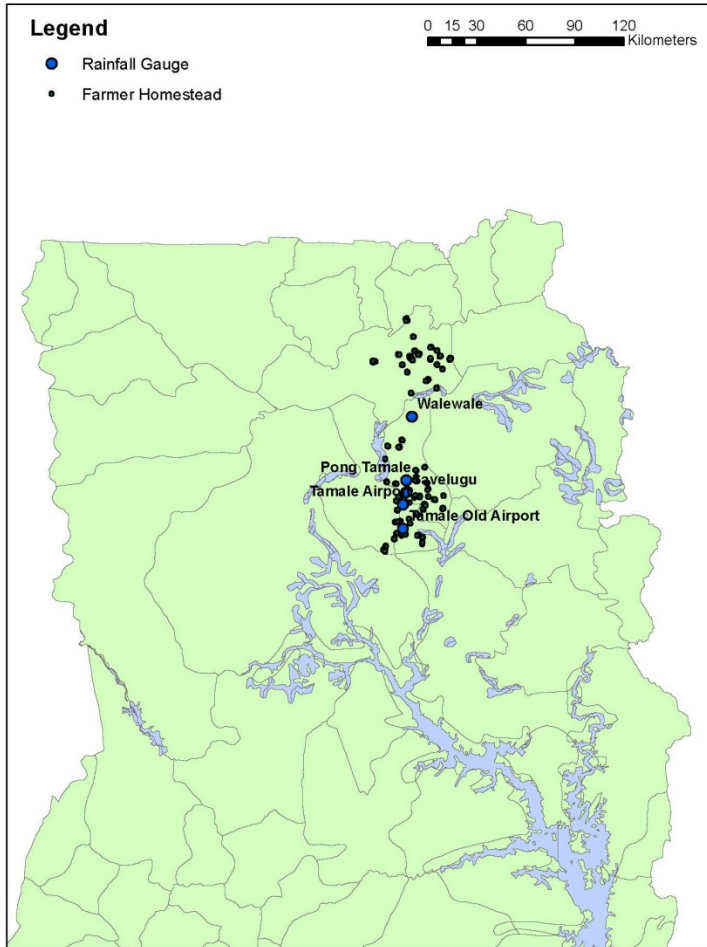 Legend
Rainfall Gauge
Farmer Homestead
0 15 30 60 90 120
Kilometers
Walewale
Pong Tamale
Savelugu
Tamale Airport
Tamale Old Airport